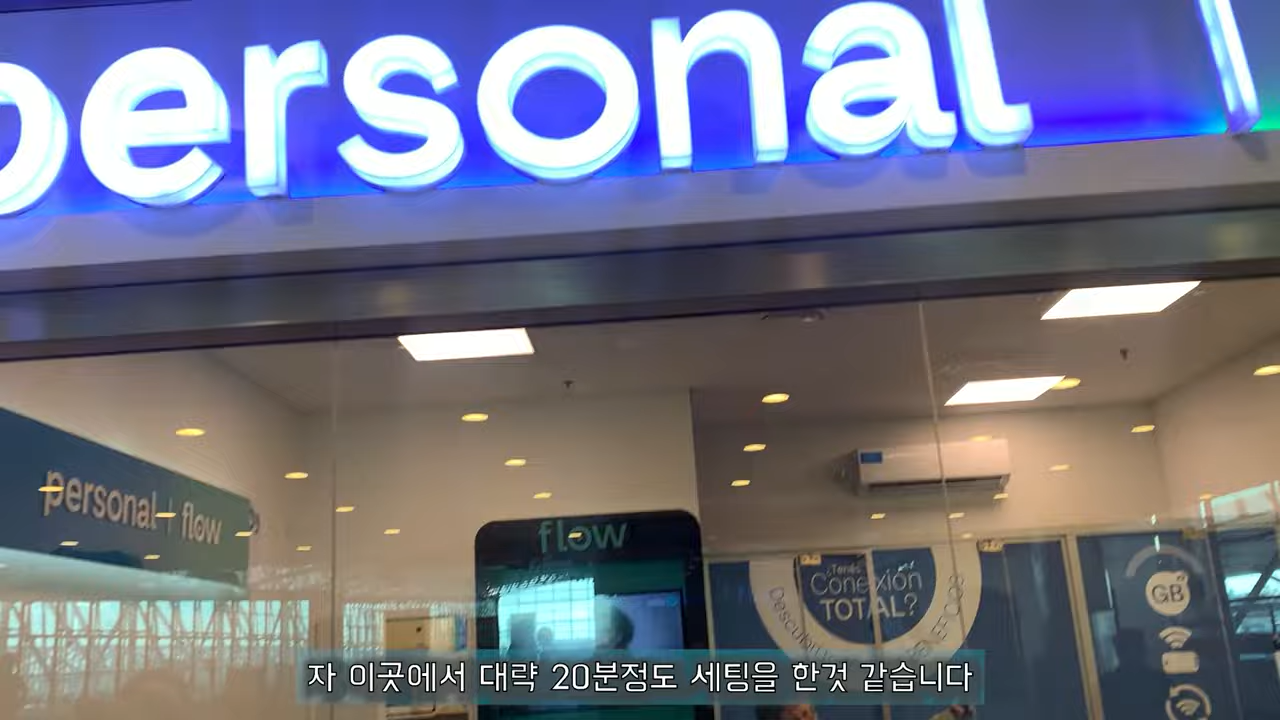 personal |
personal | flow
flow
¿Tenés
Conexión
TOTAL?
GB
자 이곳에서 대략 20분정도 세팅을 한것 같습니다